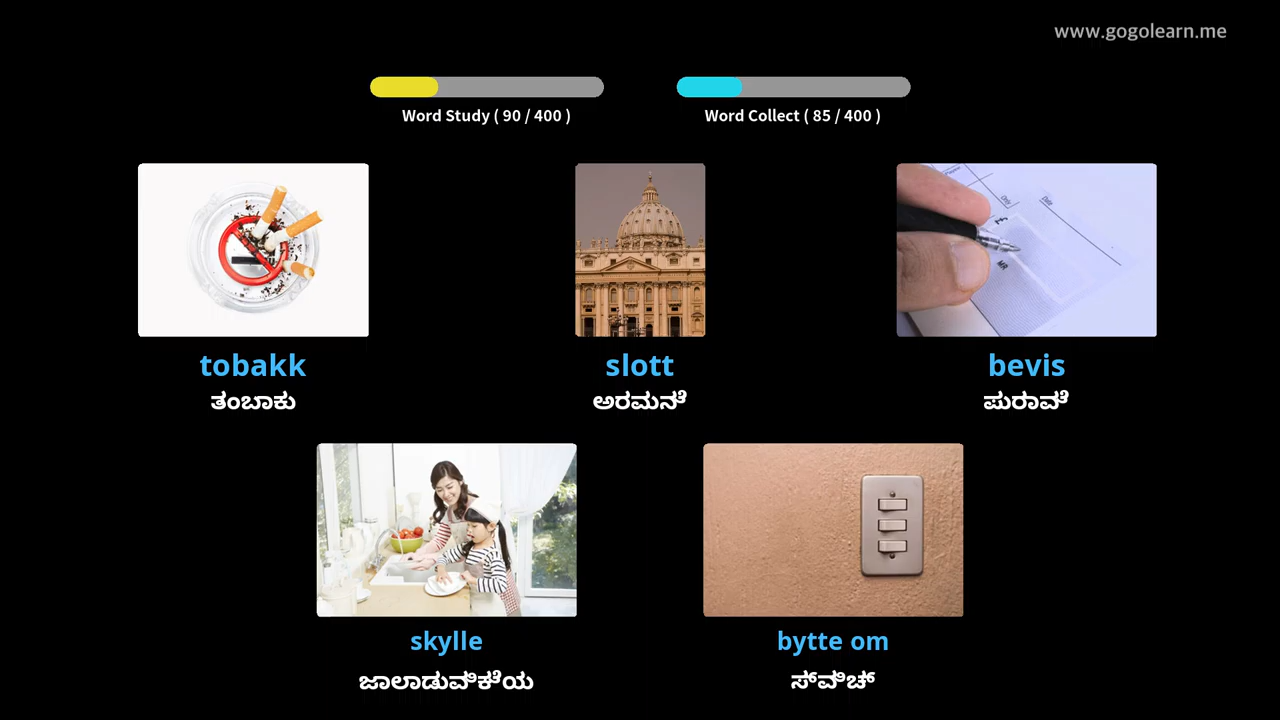 www.gogolearn.me
Word Study ( 90 / 400 )
Word Collect ( 85 / 400 )
tobakk
ತಂಬಾಕು
slott
ಅರಮನೆ
bevis
ಪುರಾವೆ
skylle
ಜಾಲಾಡುವಿಕೆಯ
bytte om
ಸ್ವಿಚ್